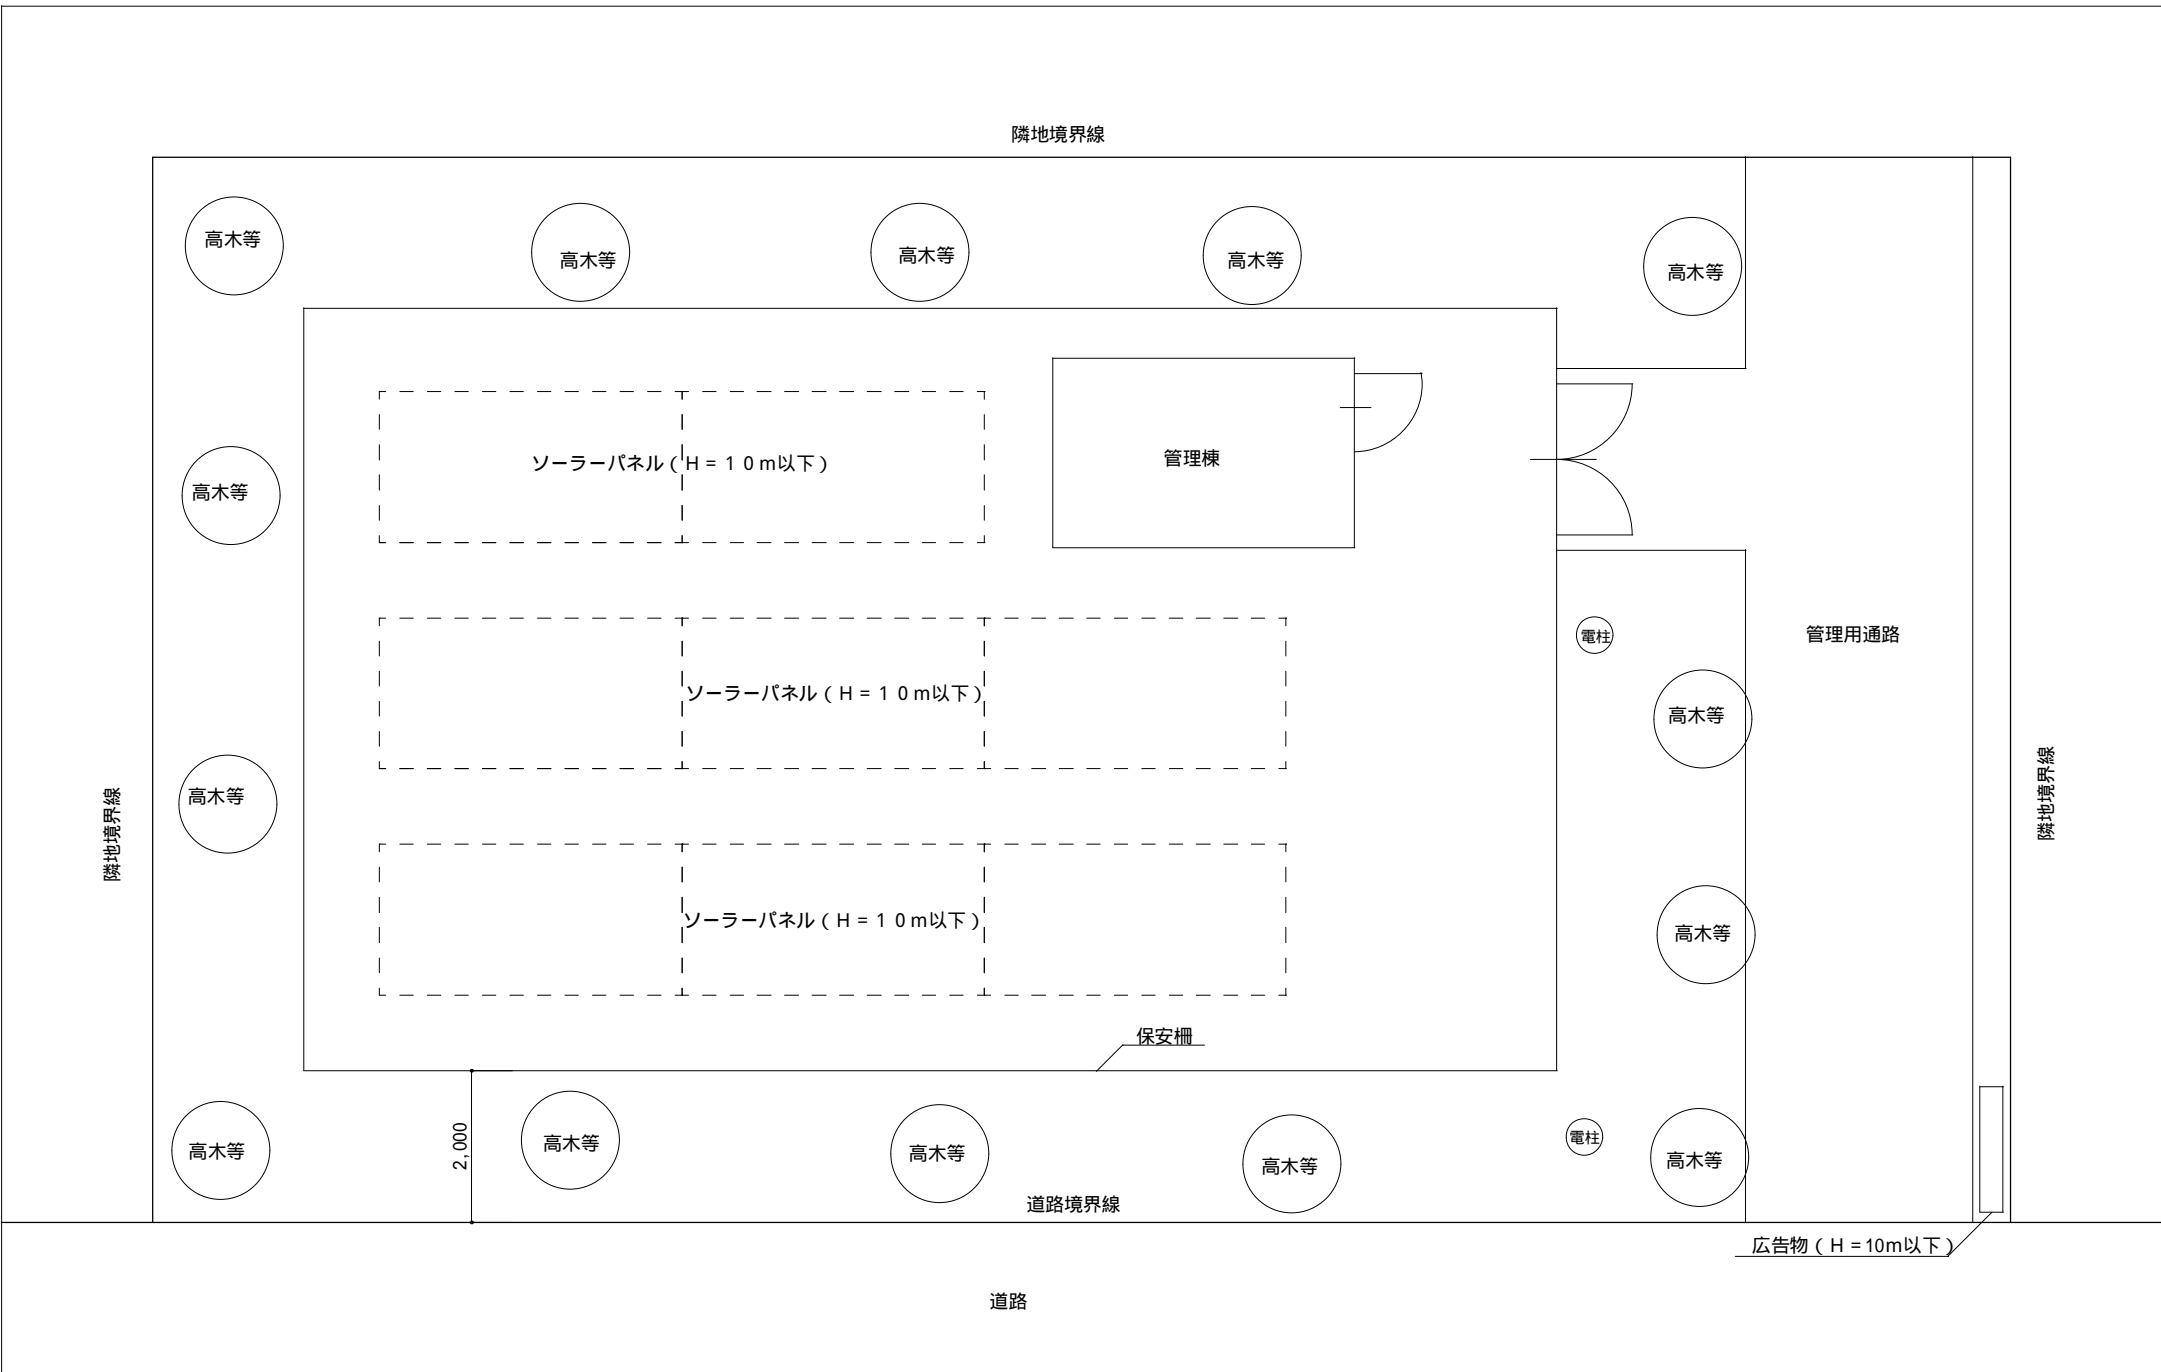 隣地境界線
高木等
高木等
高木等
高木等
高木等
ソーラーパネル（Ｈ＝１０ｍ以下）
管理棟
高木等
電柱
管理用通路
ソーラーパネル（Ｈ＝１０ｍ以下）
高木等
高木等
隣地境界線
隣地境界線
ソーラーパネル（Ｈ＝１０ｍ以下）
高木等
保安柵
高木等
2,000
高木等
高木等
高木等
電柱
高木等
道路境界線
広告物（Ｈ＝10m以下）
道路